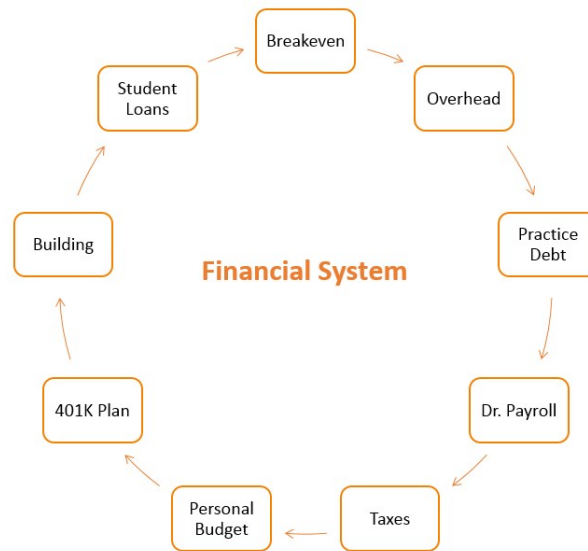 Breakeven
Overhead
Practice
Debt
Dr. Payroll
Taxes
Personal
Budget
401K Plan
Building
Student
Loans
Financial System